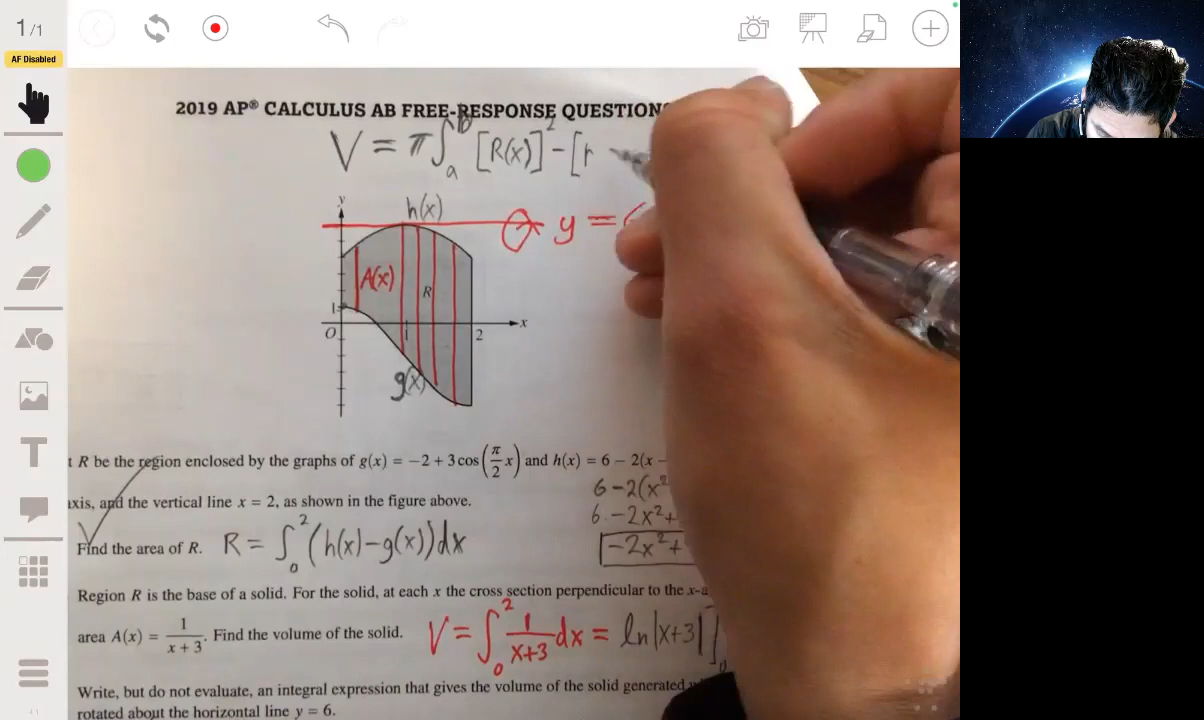 1/1
AF Disabled
2019 AP® CALCULUS AB FREE-RESPONSE QUESTION
V = π∫ₐᵇ [R(x)]² - [r
y
h(x)
y =
A(x)
R
1
O
1
2
x
g(x)
t R be the region enclosed by the graphs of g(x) = -2 + 3 cos(π/2 x) and h(x) = 6 - 2(x -
6-2(x²
axis, and the vertical line x = 2, as shown in the figure above.
6-2x²+
Find the area of R. R = ∫₀² (h(x)-g(x))dx
-2x²+
Region R is the base of a solid. For the solid, at each x the cross section perpendicular to the x-a
area A(x) = 1/(x + 3). Find the volume of the solid. V = ∫₀² 1/(x+3) dx = ln|x+3|]₀
Write, but do not evaluate, an integral expression that gives the volume of the solid generated
rotated about the horizontal line y = 6.